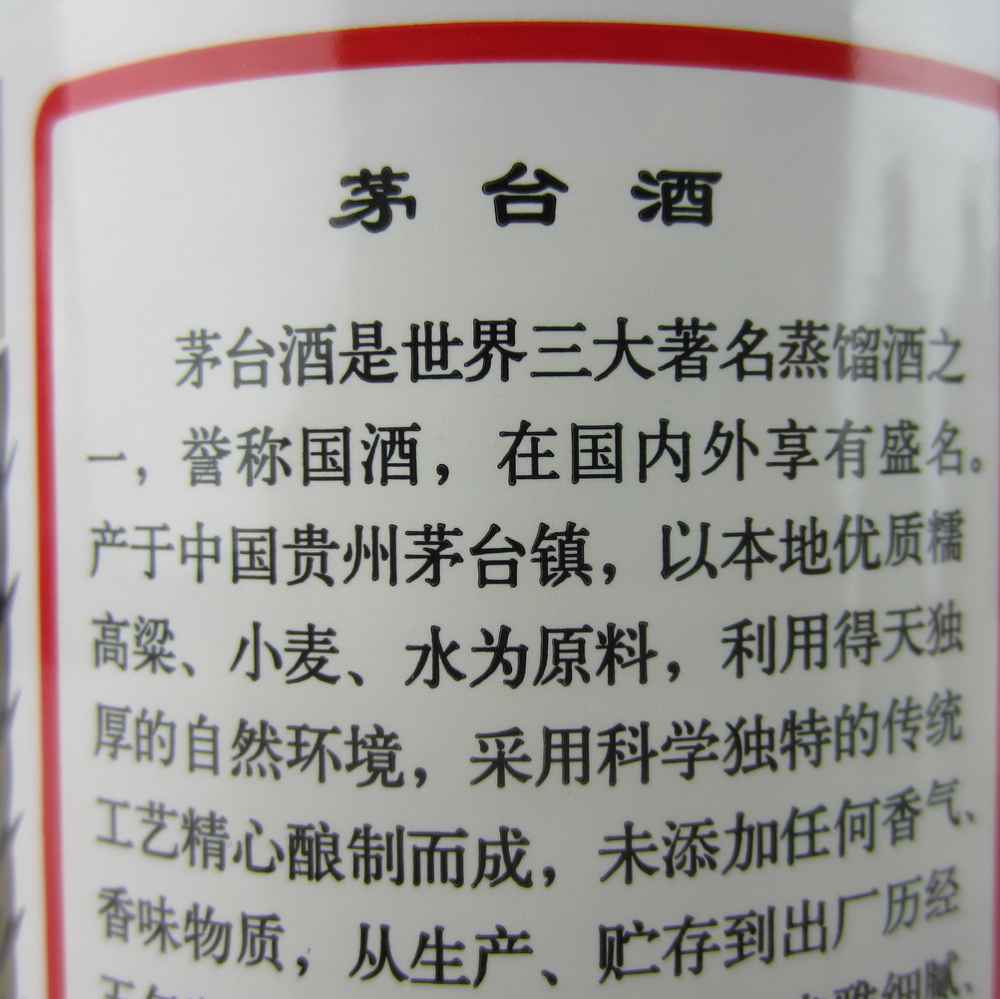 茅台酒
茅台酒是世界三大著名蒸馏酒之
一，誉称国酒，在国内外享有盛名。
产于中国贵州茅台镇，以本地优质糯
高粱、小麦、水为原料，利用得天独
厚的自然环境，采用科学独特的传统
工艺精心酿制而成，未添加任何香气、
香味物质，从生产、贮存到出厂历经
雅细腻、